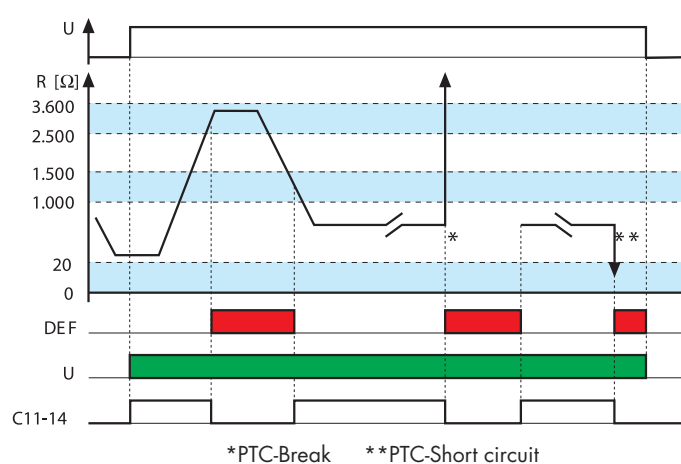 U
R [Ω]
3.600
2.500
1.500
1.000
*
**
20
0
DEF
U
C11-14
*PTC-Break **PTC-Short circuit